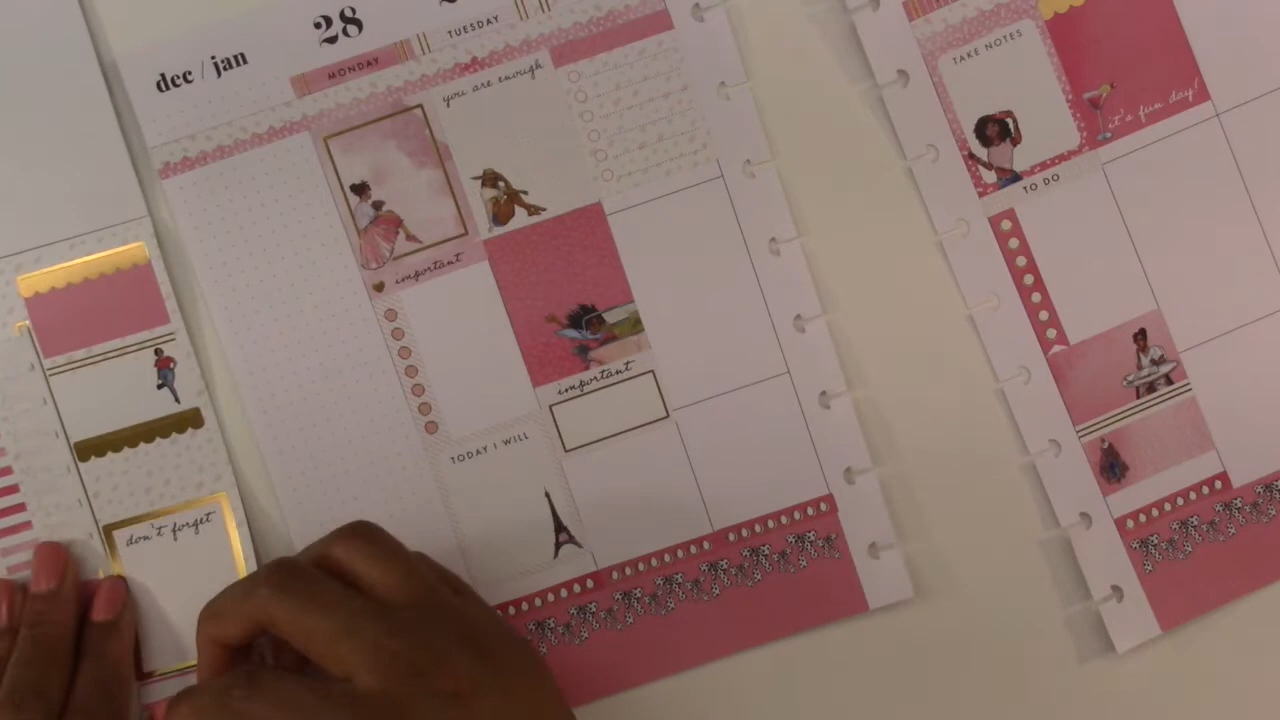 dec / jan
28
MONDAY
TUESDAY
you are enough
important
important
TODAY I WILL
don't forget
TAKE NOTES
it's fun day!
TO DO